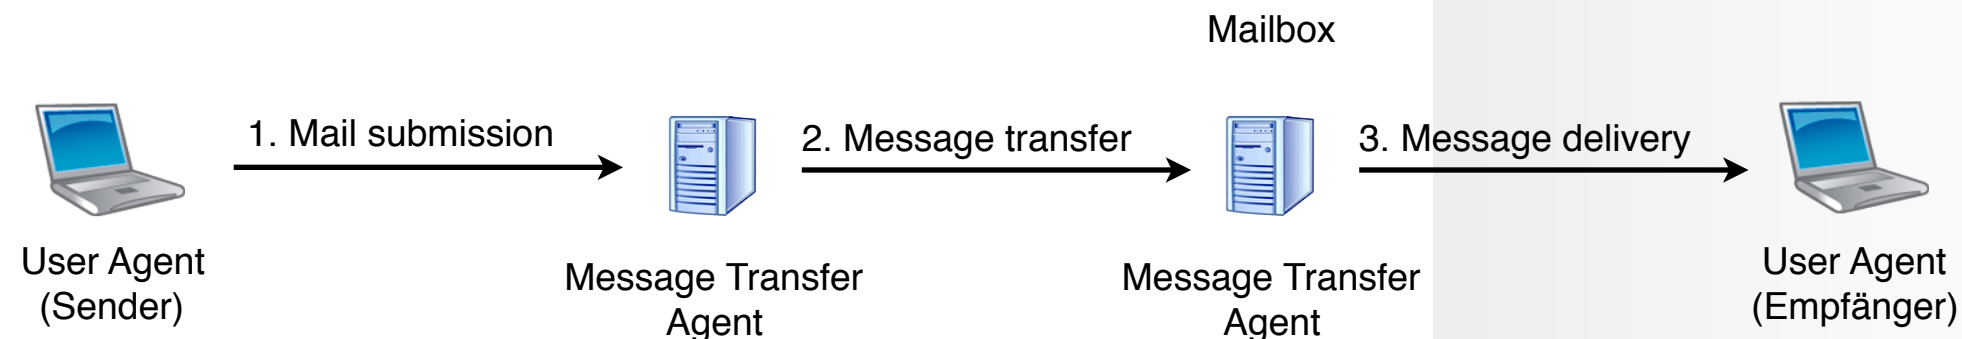 Mailbox
1. Mail submission
2. Message transfer
3. Message delivery
User Agent
(Sender)
Message Transfer
Agent
Message Transfer
Agent
User Agent
(Empfänger)